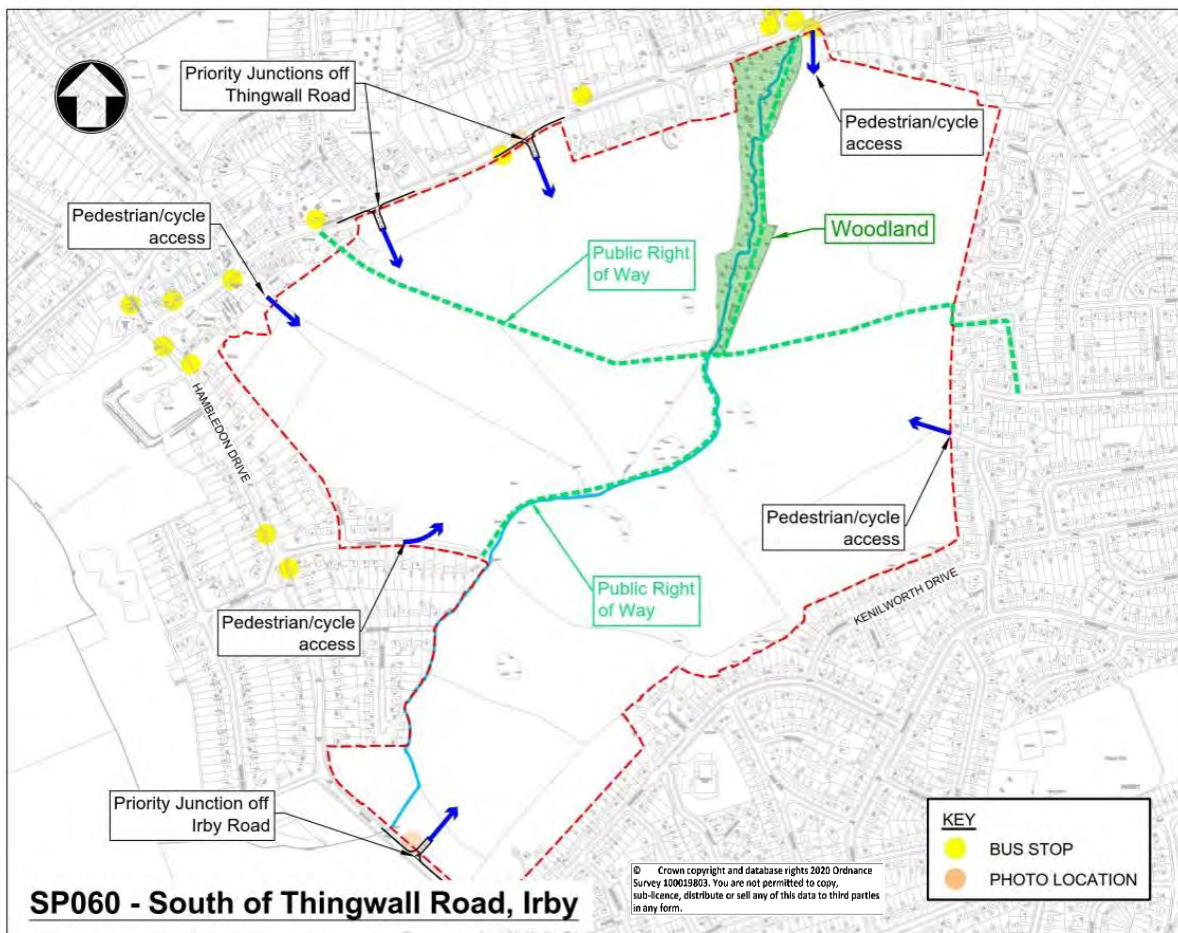 Priority Junctions off
Thingwall Road
Pedestrian/cycle
access
Pedestrian/cycle
access
Public Right
of Way
Woodland
HAMBLEDON DRIVE
Pedestrian/cycle
access
KENILWORTH DRIVE
Public Right
of Way
Pedestrian/cycle
access
Priority Junction off
Irby Road
KEY
BUS STOP
PHOTO LOCATION
© Crown copyright and database rights 2020 Ordnance
Survey 100019803. You are not permitted to copy,
sub-licence, distribute or sell any of this data to third parties
in any form.
SP060 - South of Thingwall Road, Irby